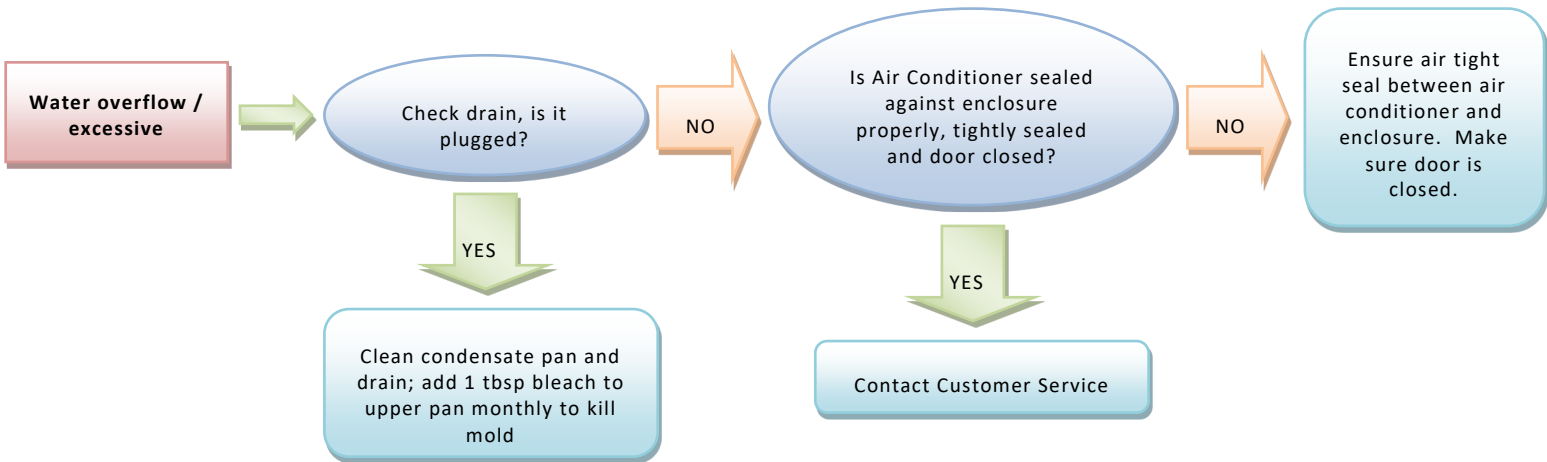 Water overflow /
excessive
Check drain, is it
plugged?
NO
Is Air Conditioner sealed
against enclosure
properly, tightly sealed
and door closed?
NO
Ensure air tight
seal between air
conditioner and
enclosure.  Make
sure door is
closed.
YES
Clean condensate pan and
drain; add 1 tbsp bleach to
upper pan monthly to kill
mold
YES
Contact Customer Service